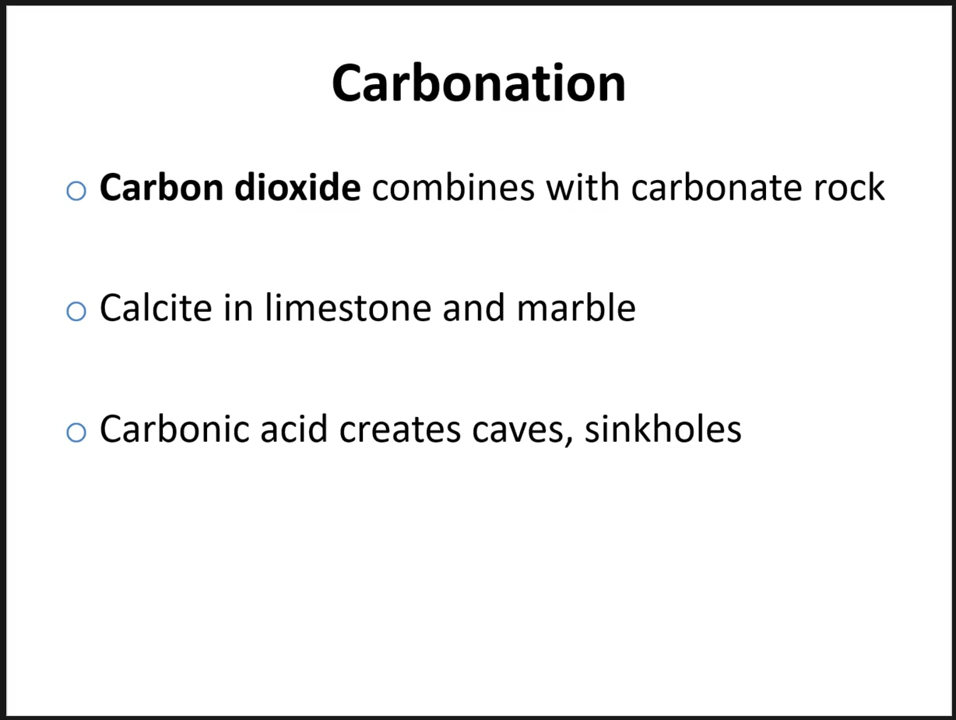 Carbonation
Carbon dioxide combines with carbonate rock
Calcite in limestone and marble
Carbonic acid creates caves, sinkholes